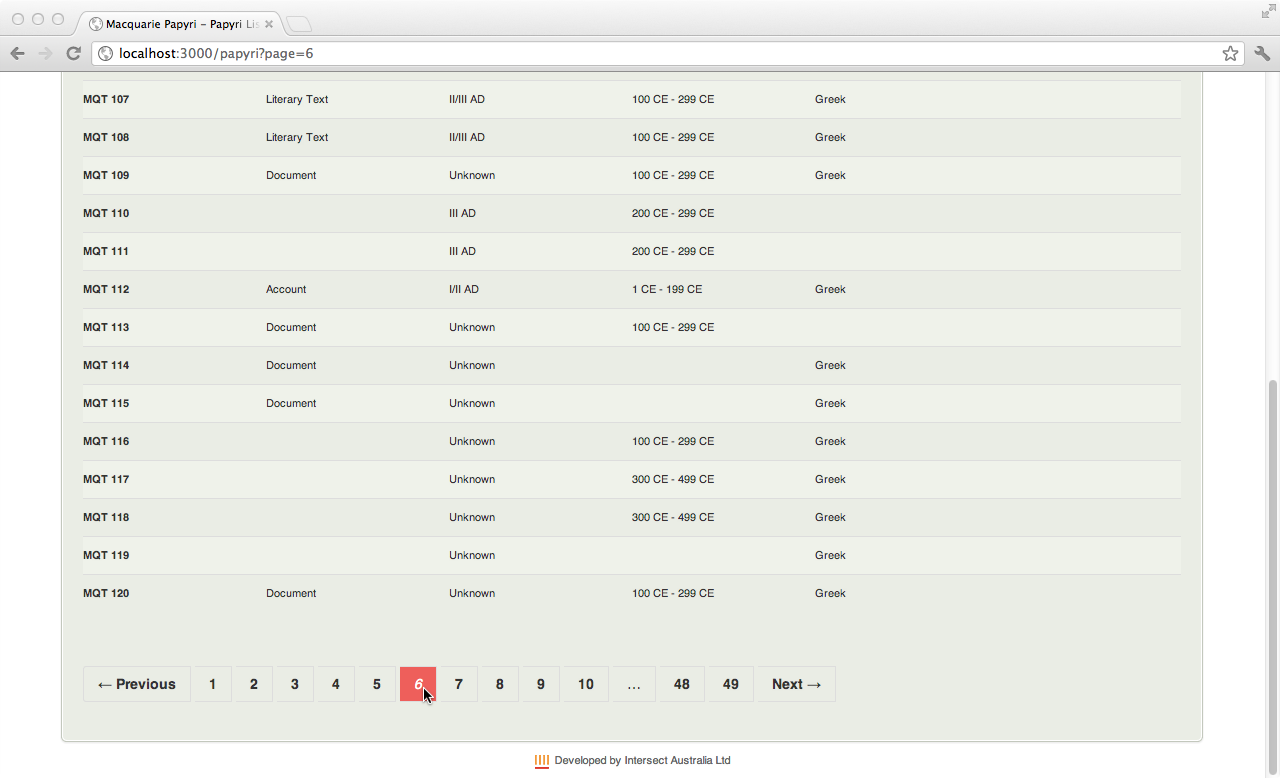 Macquarie Papyri – Papyri Lis
localhost:3000/papyri?page=6
MQT 107 Literary Text II/III AD 100 CE - 299 CE Greek
MQT 108 Literary Text II/III AD 100 CE - 299 CE Greek
MQT 109 Document Unknown 100 CE - 299 CE Greek
MQT 110 III AD 200 CE - 299 CE
MQT 111 III AD 200 CE - 299 CE
MQT 112 Account I/II AD 1 CE - 199 CE Greek
MQT 113 Document Unknown 100 CE - 299 CE
MQT 114 Document Unknown Greek
MQT 115 Document Unknown Greek
MQT 116 Unknown 100 CE - 299 CE Greek
MQT 117 Unknown 300 CE - 499 CE Greek
MQT 118 Unknown 300 CE - 499 CE Greek
MQT 119 Unknown Greek
MQT 120 Document Unknown 100 CE - 299 CE Greek
← Previous 1 2 3 4 5 6 7 8 9 10 … 48 49 Next →
Developed by Intersect Australia Ltd